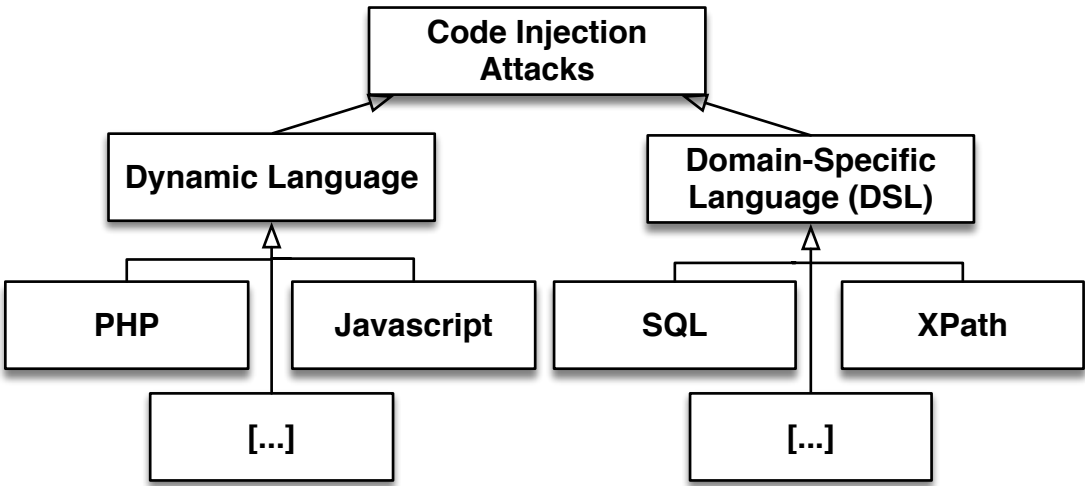 Code Injection
Attacks
Dynamic Language
Domain-Specific
Language (DSL)
PHP
Javascript
SQL
XPath
[...]
[...]